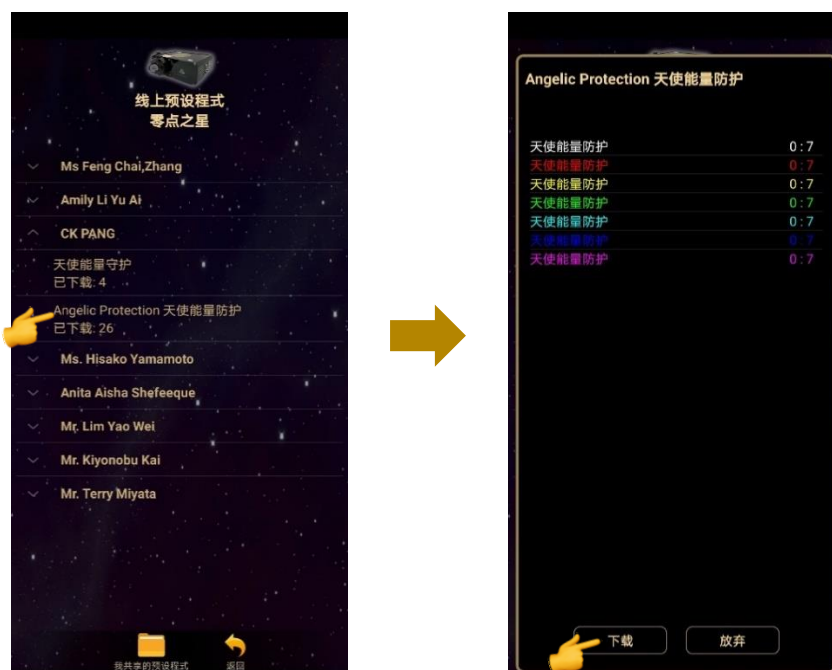 线上预设程式
零点之星
Ms Feng Chai,Zhang
Amily Li Yu Ai
CK PANG
天使能量守护
已下载: 4
Angelic Protection 天使能量防护
已下载: 26
Ms. Hisako Yamamoto
Anita Aisha Shefeeque
Mr. Lim Yao Wei
Mr. Kiyonobu Kai
Mr. Terry Miyata
我共享的预设程式 返回
Angelic Protection 天使能量防护
天使能量防护 0 : 7
天使能量防护 0 : 7
天使能量防护 0 : 7
天使能量防护 0 : 7
天使能量防护 0 : 7
天使能量防护 0 : 7
天使能量防护 0 : 7
下载 放弃